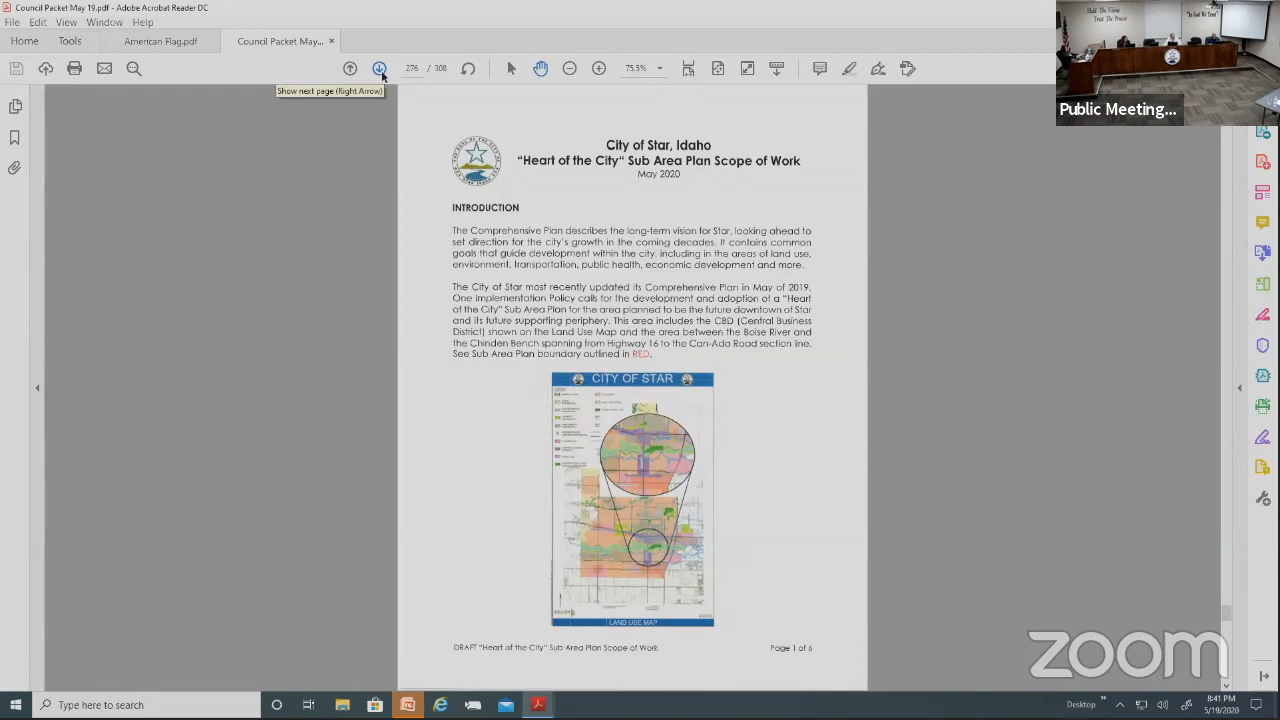 Council Packet May 19.pdf - Adobe Acrobat Reader DC
File Edit View Window Help
Home Tools American Flag.pdf Council Packet May... ×
276 / 308 75.5%
Show next page (Right Arrow)
Hold The Vision
Trust The Process
"In God We Trust"
Public Meeting...
City of Star, Idaho
"Heart of the City" Sub Area Plan Scope of Work
May 2020
INTRODUCTION
The Comprehensive Plan describes the long-term vision for Star, looking ahead to
set direction for the city's growth in the coming decades. It contains common
goals that guide development within the city, including in the areas of land use,
environment, transportation, public health, economic development and more.
The City of Star most recently updated its Comprehensive Plan in May of 2019.
One Implementation Policy calls for the development and adoption of a "Heart
of the City" Sub Area Plan for the area planned to be the future downtown of Star
and its future supporting periphery. This area includes the CBD (Central Business
District) shown on the Land Use Map and the area between the Boise River and
the Chinden Bench spanning from Highway 16 to the Can-Ada Road section line.
See Sub Area Plan boundary outlined in RED.
CITY OF STAR
LAND USE MAP
DRAFT "Heart of the City" Sub Area Plan Scope of Work Page 1 of 6
zoom
Type here to search
Desktop
8:41 PM
5/19/2020